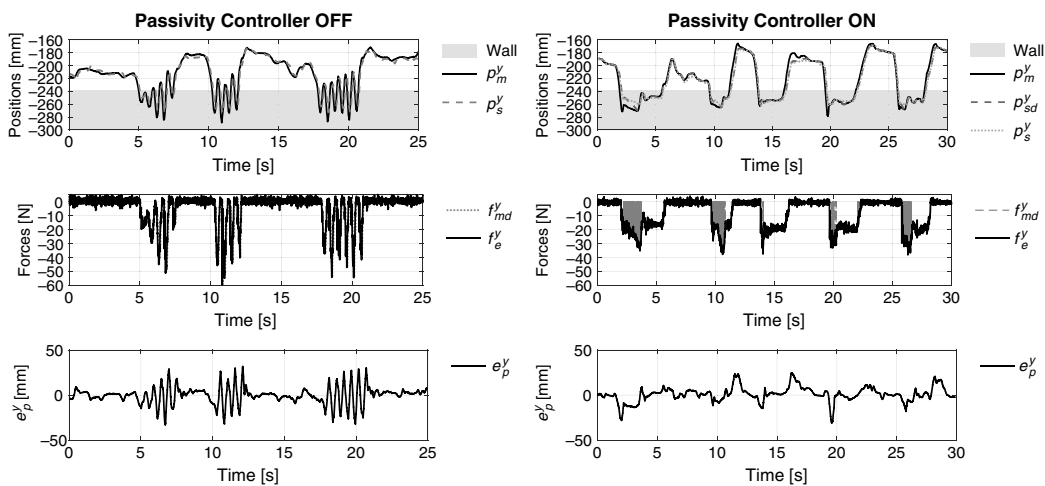 Passivity Controller OFF
Positions [mm]
−160
−180
−200
−220
−240
−260
−280
−300
0 5 10 15 20 25
Time [s]
Wall
p_m^y
p_s^y
Forces [N]
0
−10
−20
−30
−40
−50
−60
0 5 10 15 20 25
Time [s]
f_md^y
f_e^y
e_p^y [mm]
50
0
−50
0 5 10 15 20 25
Time [s]
e_p^y
Passivity Controller ON
Positions [mm]
−160
−180
−200
−220
−240
−260
−280
−300
0 5 10 15 20 25 30
Time [s]
Wall
p_m^y
p_sd^y
p_s^y
Forces [N]
0
−10
−20
−30
−40
−50
−60
0 5 10 15 20 25 30
Time [s]
f_md^y
f_e^y
e_p^y [mm]
50
0
−50
0 5 10 15 20 25 30
Time [s]
e_p^y